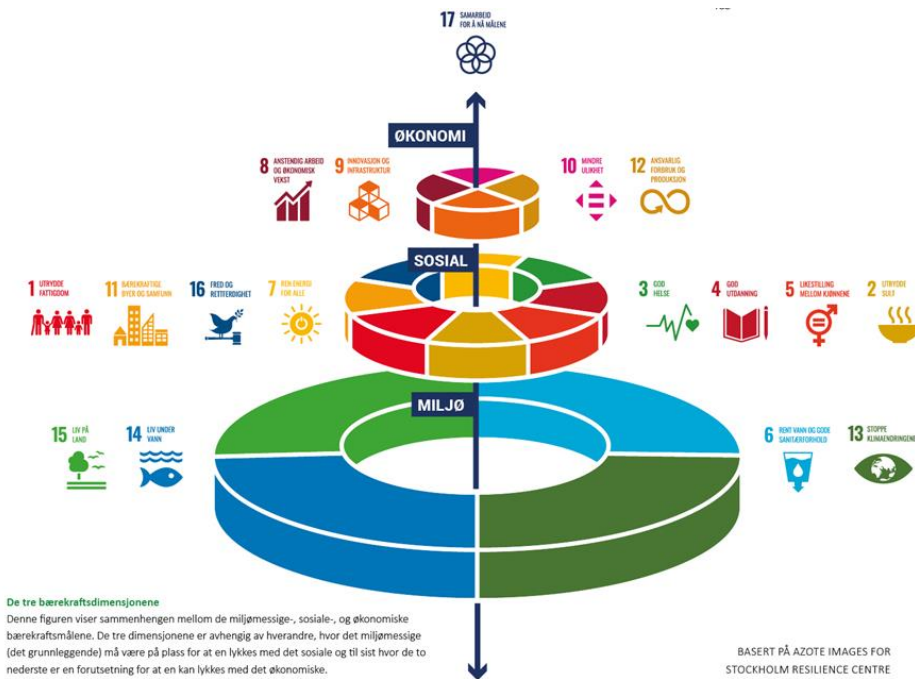 17 SAMARBEID
FOR Å NÅ MÅLENE
ØKONOMI
8 ANSTENDIG ARBEID
OG ØKONOMISK
VEKST
9 INNOVASJON OG
INFRASTRUKTUR
10 MINDRE
ULIKHET
12 ANSVARLIG
FORBRUK OG
PRODUKSJON
SOSIAL
1 UTRYDDE
FATTIGDOM
11 BÆREKRAFTIGE
BYER OG SAMFUNN
16 FRED OG
RETTFERDIGHET
7 REN ENERGI
FOR ALLE
3 GOD
HELSE
4 GOD
UTDANNING
5 LIKESTILLING
MELLOM KJØNNENE
2 UTRYDDE
SULT
MILJØ
15 LIV PÅ
LAND
14 LIV UNDER
VANN
6 RENT VANN OG GODE
SANITÆRFORHOLD
13 STOPPE
KLIMAENDRINGENE
De tre bærekraftsdimensjonene
Denne figuren viser sammenhengen mellom de miljømessige-, sosiale-, og økonomiske
bærekraftsmålene. De tre dimensjonene er avhengig av hverandre, hvor det miljømessige
(det grunnleggende) må være på plass for at en lykkes med det sosiale og til sist hvor de to
nederste er en forutsetning for at en kan lykkes med det økonomiske.
BASERT PÅ AZOTE IMAGES FOR
STOCKHOLM RESILIENCE CENTRE